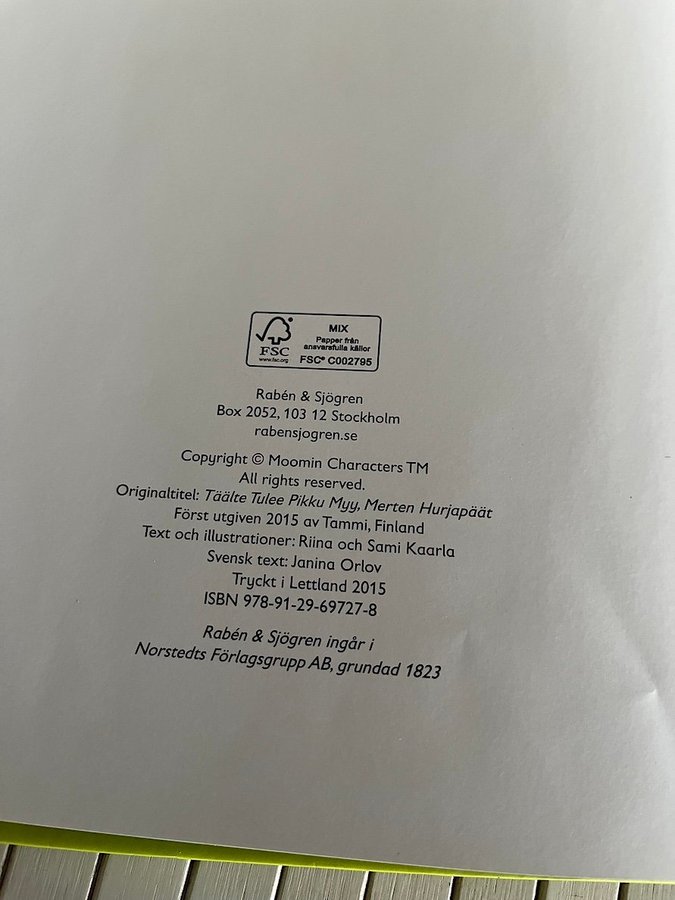 MIX
Papper från
ansvarsfulla källor
FSC® C002795
FSC
www.fsc.org
Rabén & Sjögren
Box 2052, 103 12 Stockholm
rabensjogren.se
Copyright © Moomin Characters TM
All rights reserved.
Originaltitel: Täälte Tulee Pikku Myy, Merten Hurjapäät
Först utgiven 2015 av Tammi, Finland
Text och illustrationer: Riina och Sami Kaarla
Svensk text: Janina Orlov
Tryckt i Lettland 2015
ISBN 978-91-29-69727-8
Rabén & Sjögren ingår i
Norstedts Förlagsgrupp AB, grundad 1823